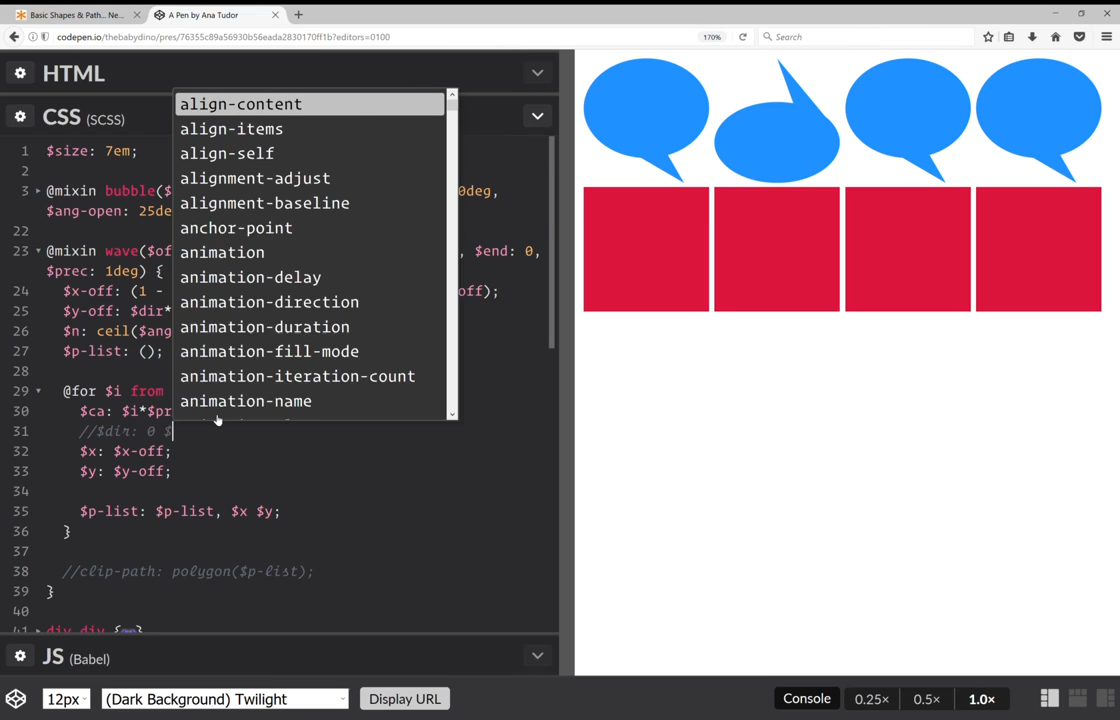 Basic Shapes & Path... Ne...
A Pen by Ana Tudor
codepen.io/thebabydino/pres/76355c89a56930b56eada2830170ff1b?editors=0100
170%
Search
HTML
CSS (SCSS)
align-content
align-items
align-self
alignment-adjust
alignment-baseline
anchor-point
animation
animation-delay
animation-direction
animation-duration
animation-fill-mode
animation-iteration-count
animation-name
1 $size: 7em;
2
3 @mixin bubble($ 0deg,
$ang-open: 25de
22
23 @mixin wave($of , $end: 0,
$prec: 1deg) {
24 $x-off: (1 - off);
25 $y-off: $dir*
26 $n: ceil($ang
27 $p-list: ();
28
29 @for $i from
30 $ca: $i*$pr
31 //$dir: 0 $
32 $x: $x-off;
33 $y: $y-off;
34
35 $p-list: $p-list, $x $y;
36 }
37
38 //clip-path: polygon($p-list);
39 }
40
41 div div {
JS (Babel)
12px
(Dark Background) Twilight
Display URL
Console
0.25×
0.5×
1.0×